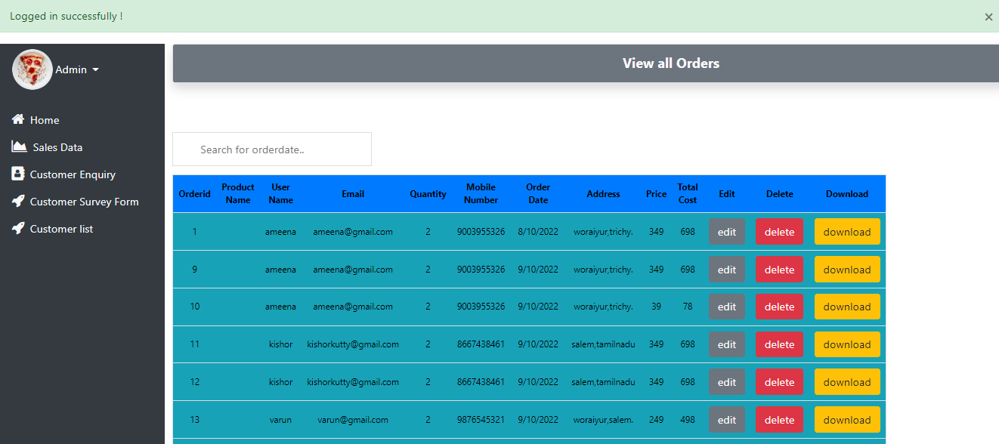 Logged in successfully !
×
Admin
View all Orders
Home
Sales Data
Customer Enquiry
Customer Survey Form
Customer list
Search for orderdate..
Orderid Product Name User Name Email Quantity Mobile Number Order Date Address Price Total Cost Edit Delete Download
1 ameena ameena@gmail.com 2 9003955326 8/10/2022 woraiyur,trichy. 349 698 edit delete download
9 ameena ameena@gmail.com 2 9003955326 9/10/2022 woraiyur,trichy. 349 698 edit delete download
10 ameena ameena@gmail.com 2 9003955326 9/10/2022 woraiyur,trichy. 39 78 edit delete download
11 kishor kishorkutty@gmail.com 2 8667438461 9/10/2022 salem,tamilnadu 349 698 edit delete download
12 kishor kishorkutty@gmail.com 2 8667438461 9/10/2022 salem,tamilnadu 349 698 edit delete download
13 varun varun@gmail.com 2 9876545321 9/10/2022 woraiyur,salem. 249 498 edit delete download